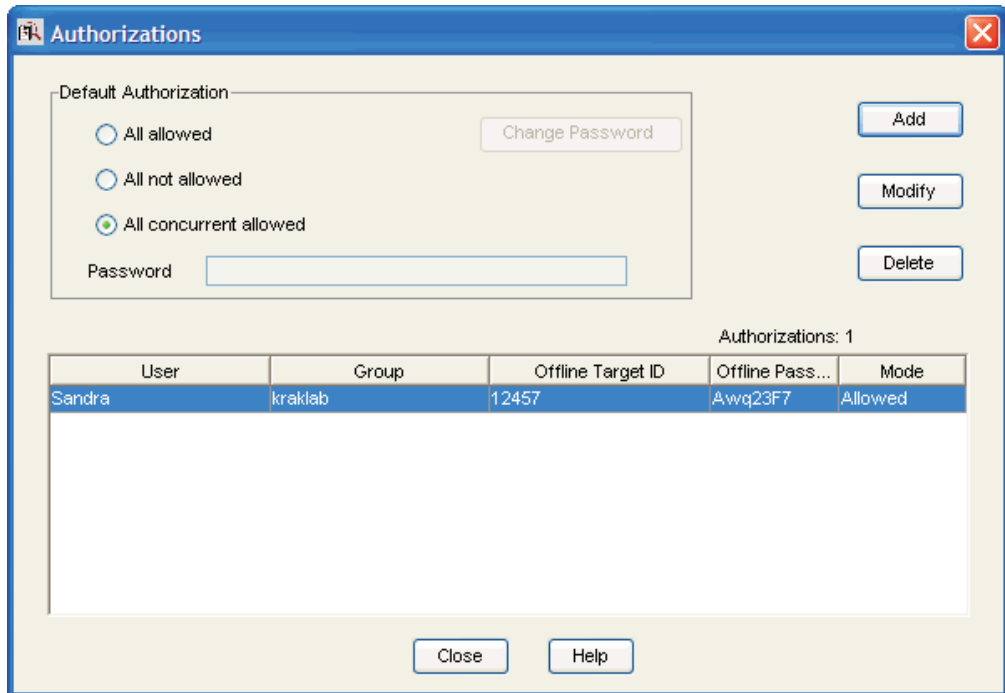 Authorizations
Default Authorization
All allowed
Change Password
Add
All not allowed
Modify
All concurrent allowed
Password
Delete
Authorizations: 1
User Group Offline Target ID Offline Pass... Mode
Sandra kraklab 12457 Awq23F7 Allowed
Close Help